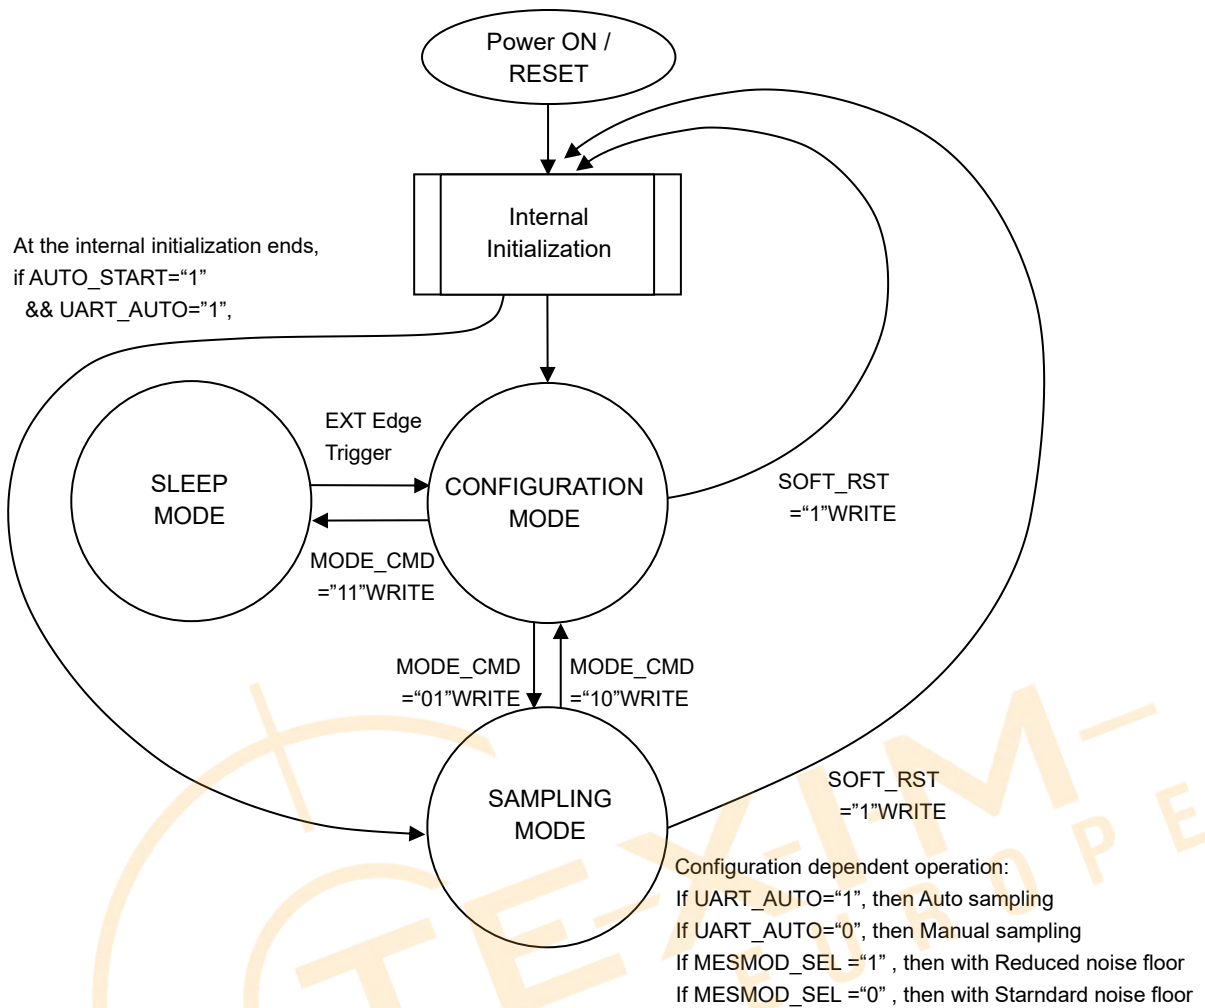 Power ON /
RESET
Internal
Initialization
At the internal initialization ends,
if AUTO_START=“1”
&& UART_AUTO=”1”,
EXT Edge
Trigger
SLEEP
MODE
CONFIGURATION
MODE
SOFT_RST
=“1”WRITE
MODE_CMD
=”11”WRITE
MODE_CMD
=“01”WRITE
MODE_CMD
=“10”WRITE
SAMPLING
MODE
SOFT_RST
=”1”WRITE
Configuration dependent operation:
If UART_AUTO=“1”, then Auto sampling
If UART_AUTO=“0”, then Manual sampling
If MESMOD_SEL =“1” , then with Reduced noise floor
If MESMOD_SEL =“0” , then with Starndard noise floor
TEXIM
EUROPE